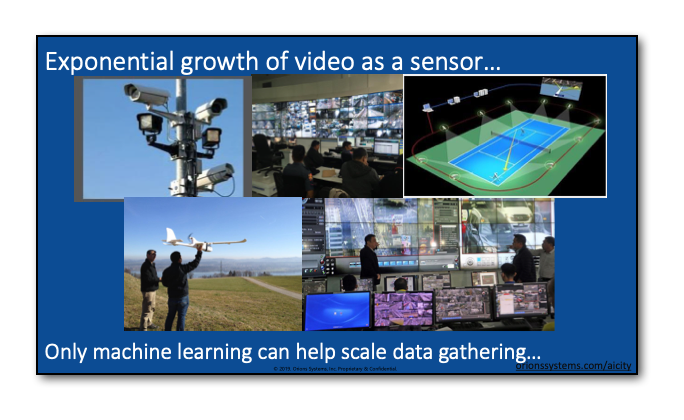 Exponential growth of video as a sensor...
Only machine learning can help scale data gathering...
© 2019, Orions Systems, Inc. Proprietary & Confidential
orionssystems.com/aicity